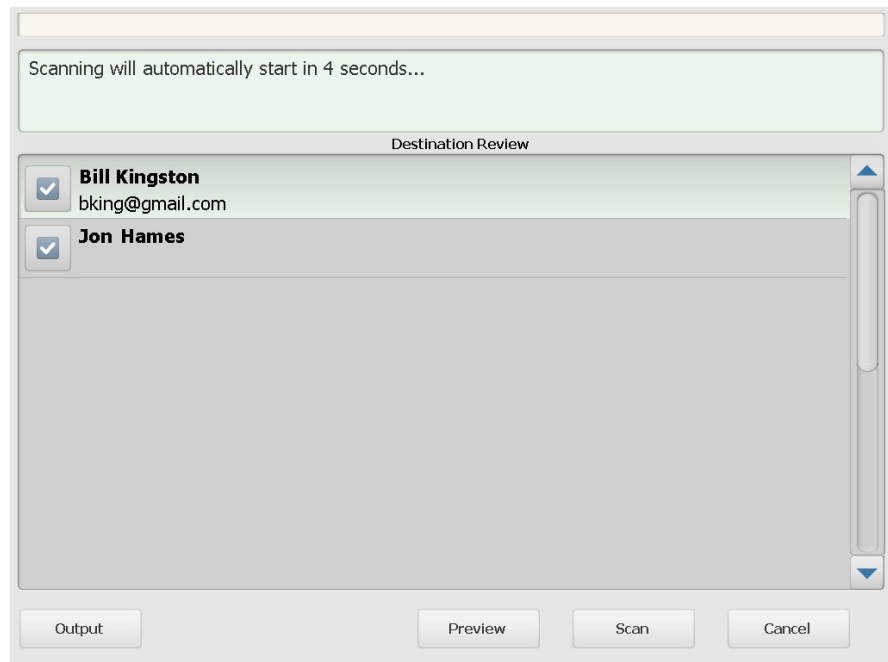 Scanning will automatically start in 4 seconds...
Destination Review
Bill Kingston
bking@gmail.com
Jon Hames
Output
Preview
Scan
Cancel